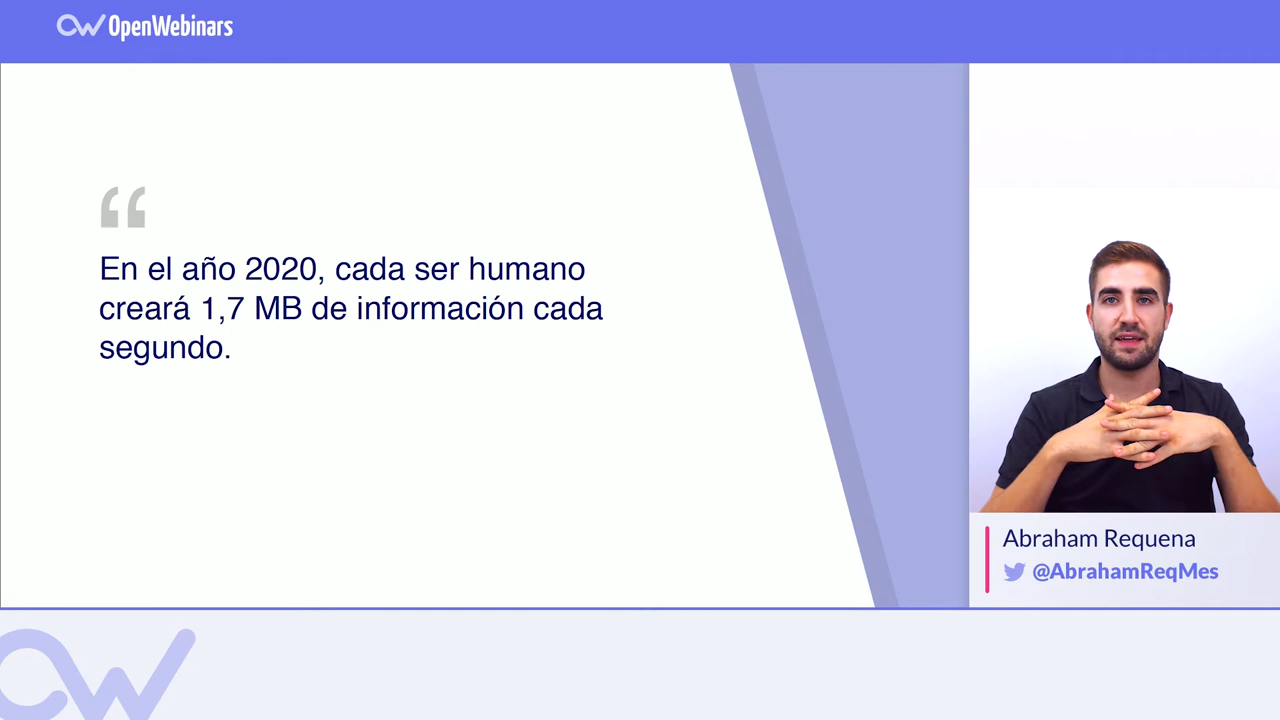 OpenWebinars
“
En el año 2020, cada ser humano
creará 1,7 MB de información cada
segundo.
Abraham Requena
@AbrahamReqMes